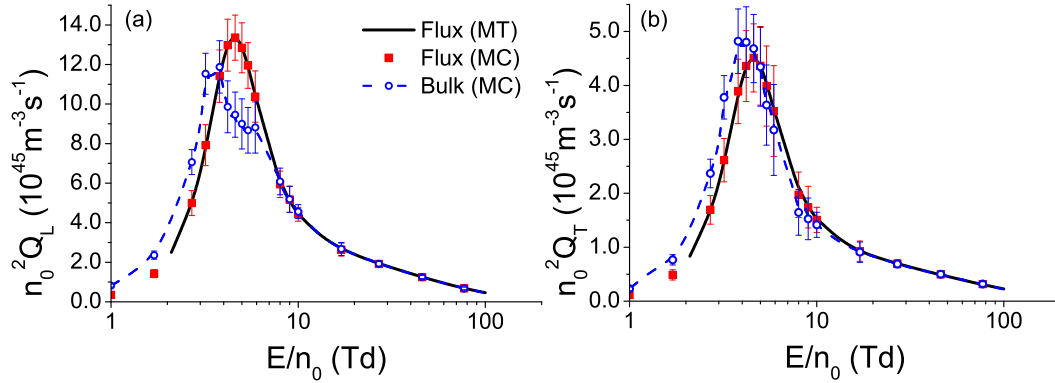 (a)
Flux (MT)
Flux (MC)
Bulk (MC)
14.0
12.0
10.0
8.0
6.0
4.0
2.0
0.0
n₀²Q_L (10⁴⁵m⁻³s⁻¹)
1 10 100
E/n₀ (Td)
(b)
5.0
4.0
3.0
2.0
1.0
0.0
n₀²Q_T (10⁴⁵m⁻³s⁻¹)
1 10 100
E/n₀ (Td)